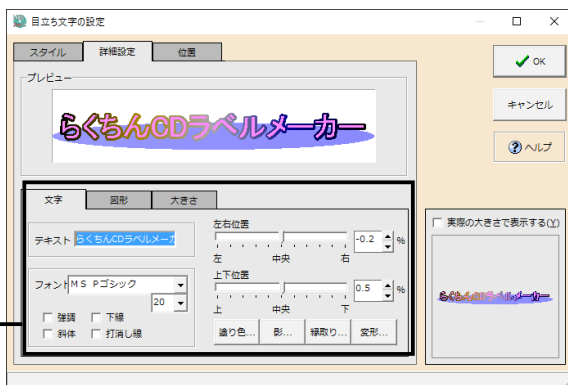 目立ち文字の設定
スタイル 詳細設定 位置
プレビュー
らくちんCDラベルメーカー
文字 図形 大きさ
テキスト らくちんCDラベルメーカ
フォント MS Pゴシック
20
強調 下線
斜体 打消し線
左右位置
-0.2 %
左 中央 右
上下位置
0.5 %
上 中央 下
塗り色... 影... 縁取り... 変形...
OK
キャンセル
ヘルプ
実際の大きさで表示する(Y)
らくちんCDラベルメーカー